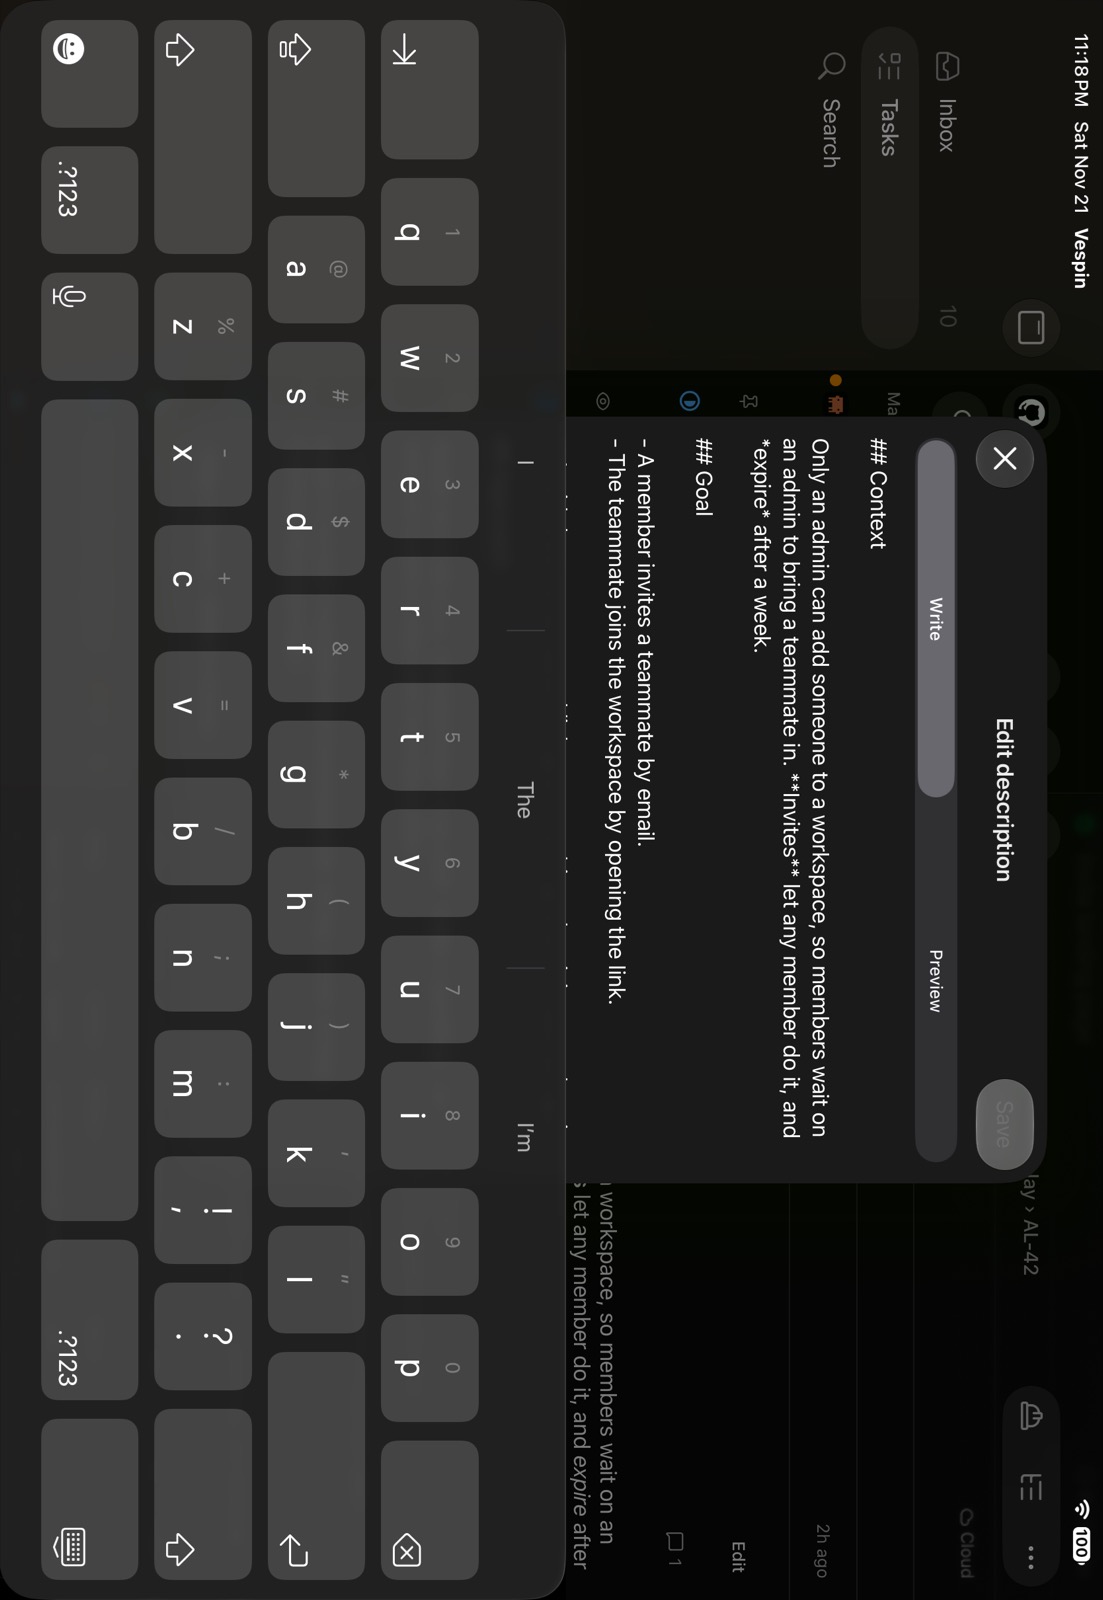 11:18 PM Sat Nov 21 Vespin
100
Inbox 10
Tasks
Search
Ma
Edit description
Save
Write
Preview
## Context
Only an admin can add someone to a workspace, so members wait on
an admin to bring a teammate in. **Invites** let any member do it, and
*expire* after a week.
## Goal
- A member invites a teammate by email.
- The teammate joins the workspace by opening the link.
lay › AL-42
Cloud
2h ago
Edit
1
workspace, so members wait on an
let any member do it, and expire after
I The I'm
1 2 3 4 5 6 7 8 9 0
q w e r t y u i o p
@ # $ & * ( ) ' "
a s d f g h j k l
% - + = / ; : ! ?
z x c v b n m , .
.?123 .?123